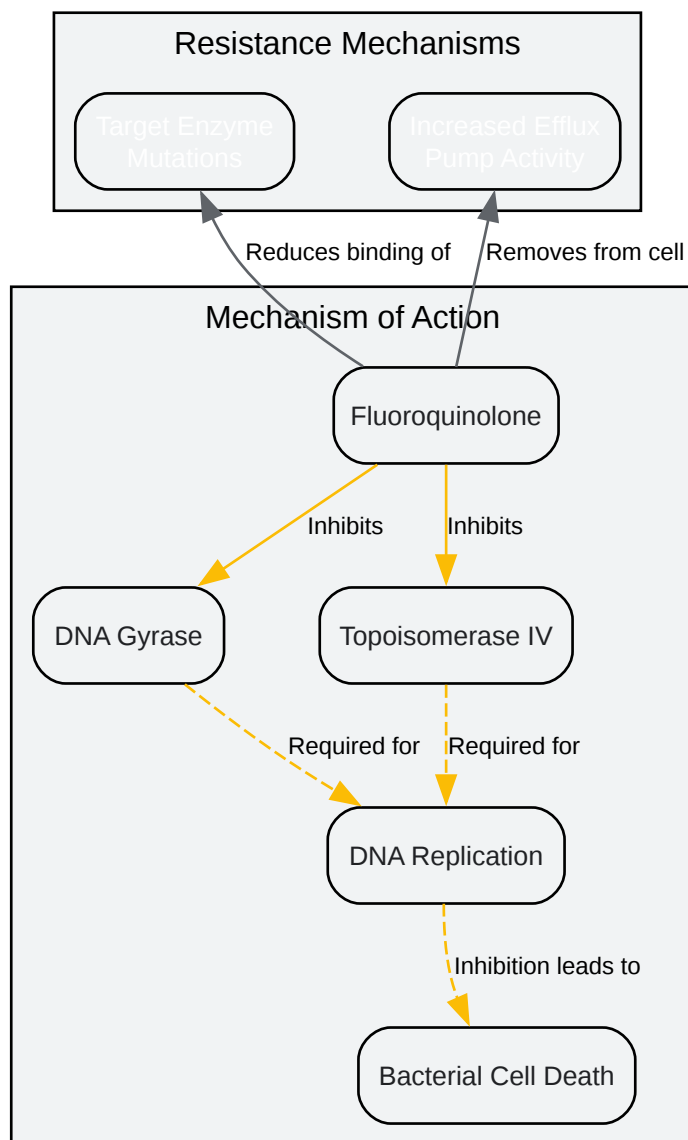 Resistance Mechanisms
Target Enzyme
Mutations
Increased Efflux
Pump Activity
Reduces binding of
Removes from cell
Mechanism of Action
Fluoroquinolone
Inhibits
Inhibits
DNA Gyrase
Topoisomerase IV
Required for
Required for
DNA Replication
Inhibition leads to
Bacterial Cell Death